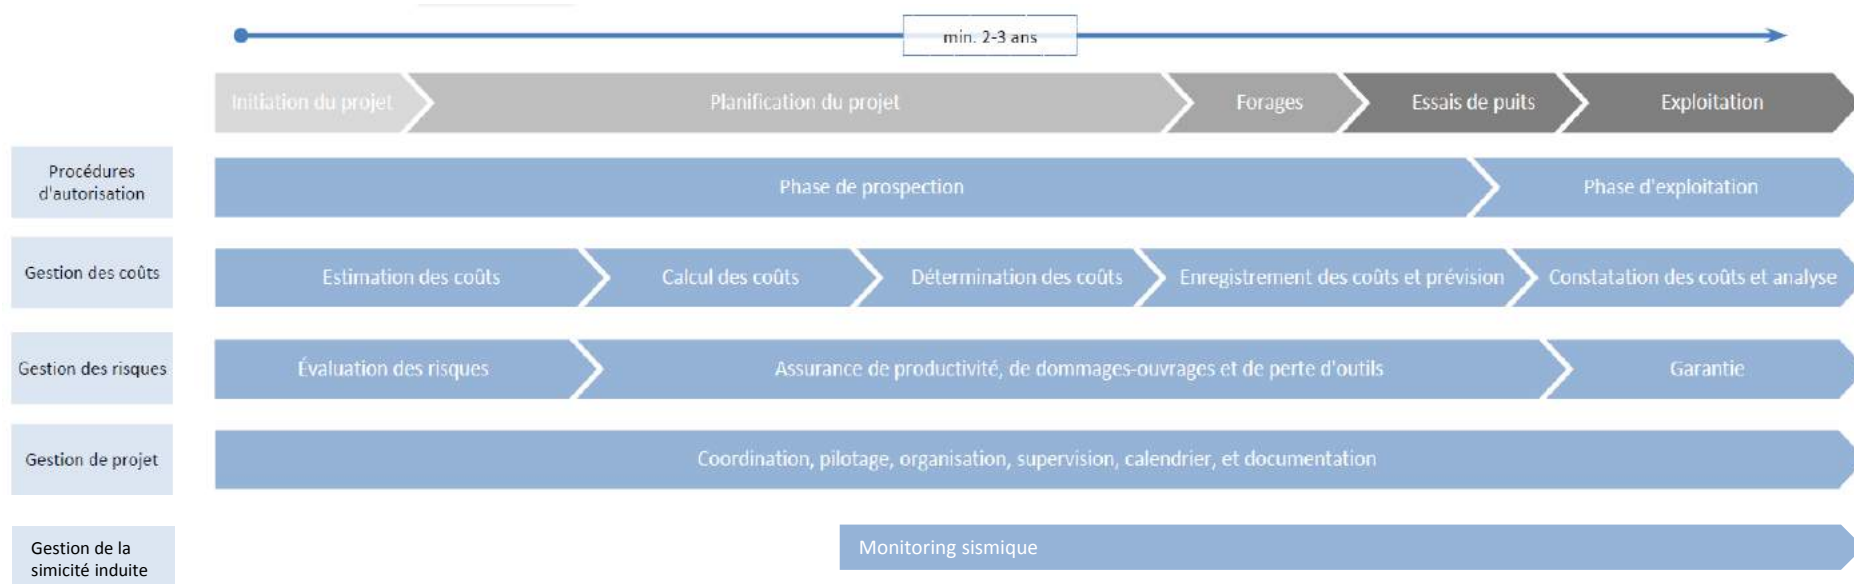 min. 2-3 ans
Initiation du projet
Planification du projet
Forages
Essais de puits
Exploitation
Procédures
d'autorisation
Phase de prospection
Phase d'exploitation
Gestion des coûts
Estimation des coûts
Calcul des coûts
Détermination des coûts
Enregistrement des coûts et prévision
Constatation des coûts et analyse
Gestion des risques
Évaluation des risques
Assurance de productivité, de dommages-ouvrages et de perte d'outils
Garantie
Gestion de projet
Coordination, pilotage, organisation, supervision, calendrier, et documentation
Gestion de la
simicité induite
Monitoring sismique